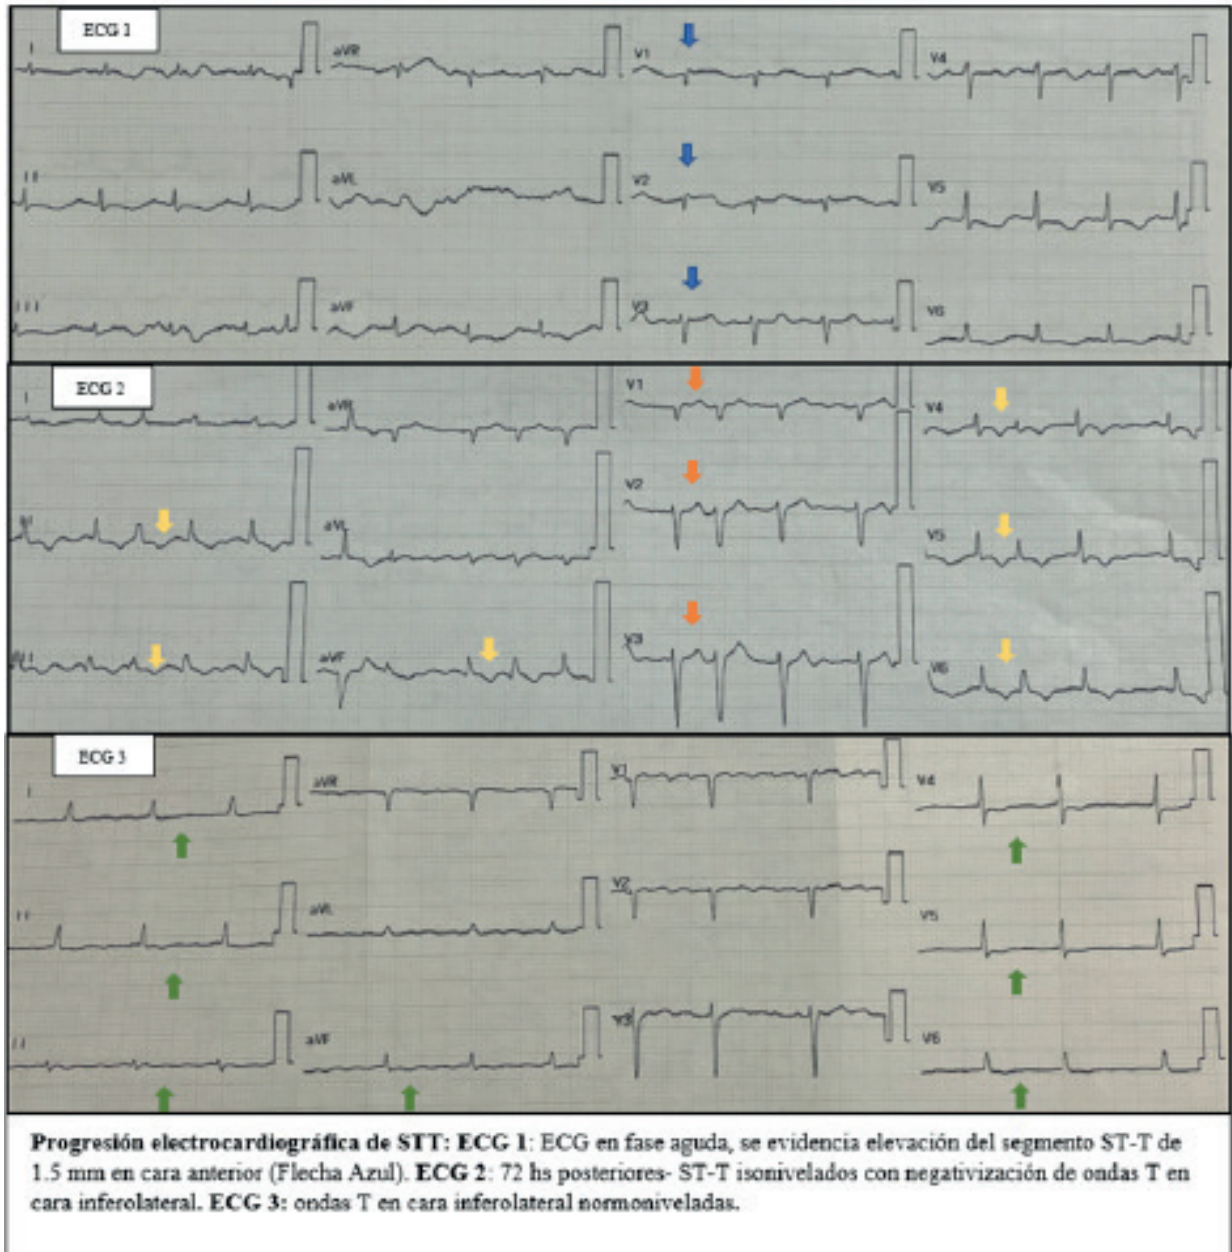 ECG 1
I
aVR
V1
V4
II
aVL
V2
V5
III
aVF
V3
V6
ECG 2
I
aVR
V1
V4
II
aVL
V2
V5
III
aVF
V3
V6
ECG 3
I
aVR
V1
V4
II
aVL
V2
V5
aVF
V3
V6
Progresión electrocardiográfica de STT: ECG 1: ECG en fase aguda, se evidencia elevación del segmento ST-T de
1.5 mm en cara anterior (Flecha Azul). ECG 2: 72 hs posteriores- ST-T isonivelados con negativización de ondas T en
cara inferolateral. ECG 3: ondas T en cara inferolateral normoniveladas.